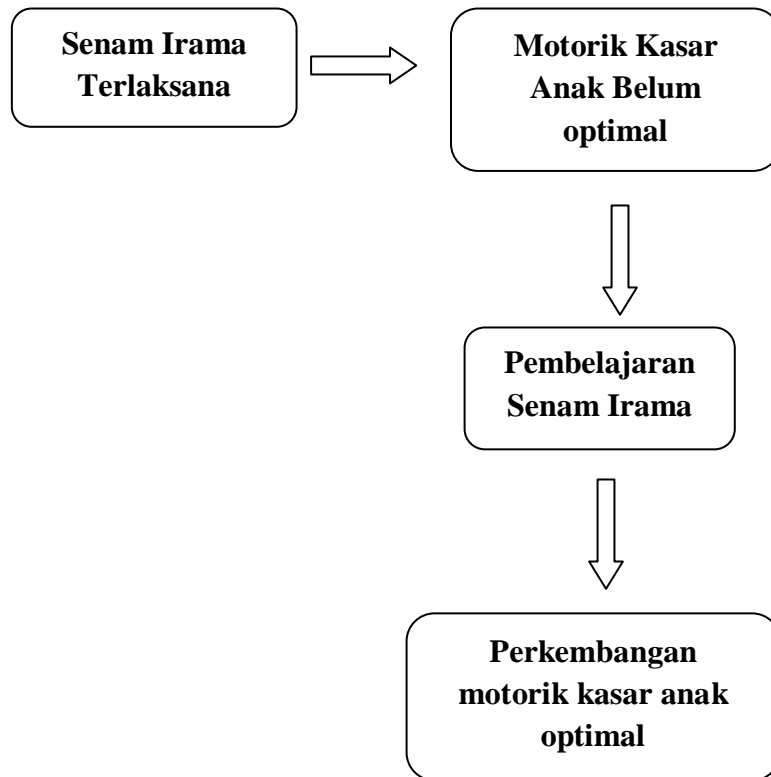 Senam Irama
Terlaksana
Motorik Kasar
Anak Belum
optimal
Pembelajaran
Senam Irama
Perkembangan
motorik kasar anak
optimal